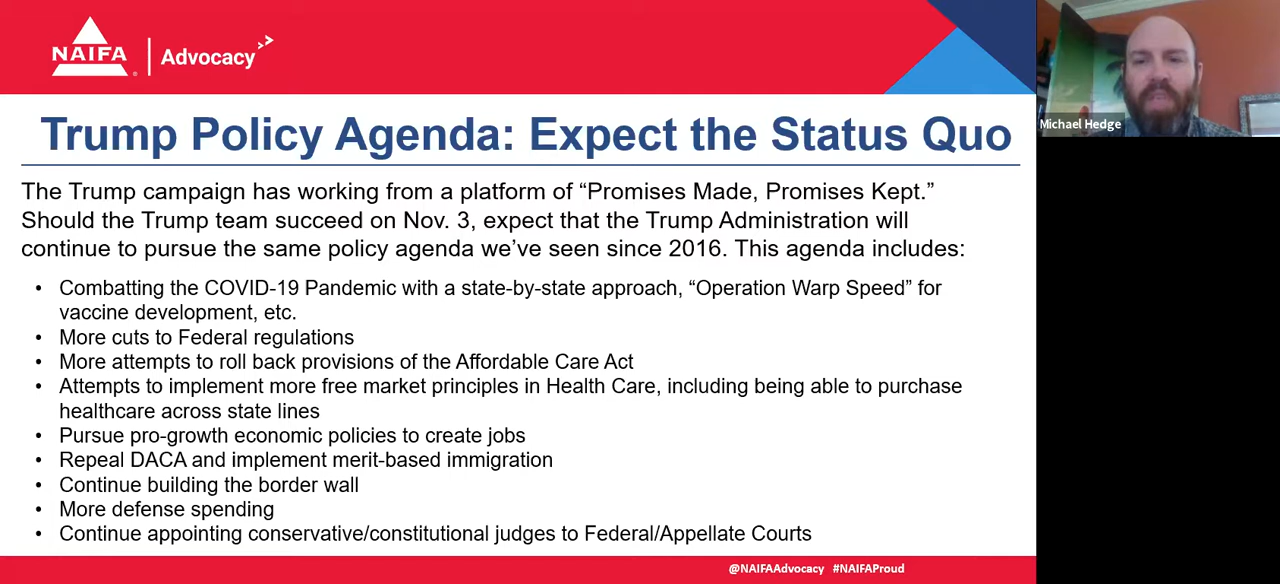 NAIFA
Advocacy
Michael Hedge
Trump Policy Agenda: Expect the Status Quo
The Trump campaign has working from a platform of “Promises Made, Promises Kept.”
Should the Trump team succeed on Nov. 3, expect that the Trump Administration will
continue to pursue the same policy agenda we’ve seen since 2016. This agenda includes:
• Combatting the COVID-19 Pandemic with a state-by-state approach, “Operation Warp Speed” for
vaccine development, etc.
• More cuts to Federal regulations
• More attempts to roll back provisions of the Affordable Care Act
• Attempts to implement more free market principles in Health Care, including being able to purchase
healthcare across state lines
• Pursue pro-growth economic policies to create jobs
• Repeal DACA and implement merit-based immigration
• Continue building the border wall
• More defense spending
• Continue appointing conservative/constitutional judges to Federal/Appellate Courts
@NAIFAAdvocacy #NAIFAProud